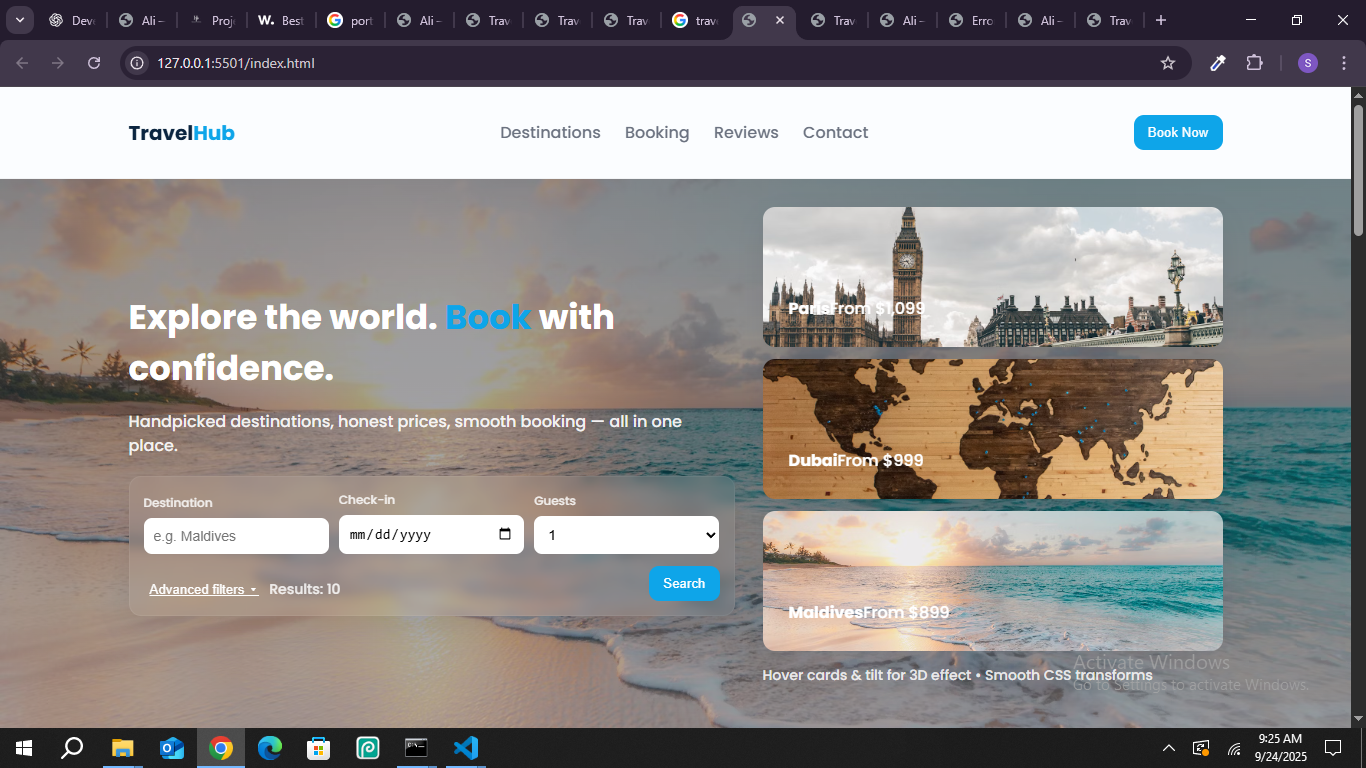 Deve
Ali –
Proje
W. Best
port
Ali –
Trav
Trav
Trav
trave
Trav
Ali –
Erro
Ali –
Trav
127.0.0.1:5501/index.html
S
TravelHub
Destinations
Booking
Reviews
Contact
Book Now
Explore the world. Book with
confidence.
Handpicked destinations, honest prices, smooth booking — all in one
place.
Destination
Check-in
Guests
e.g. Maldives
mm/dd/yyyy
1
Advanced filters ▾
Results: 10
Search
ParisFrom $1,099
DubaiFrom $999
MaldivesFrom $899
Hover cards & tilt for 3D effect • Smooth CSS transforms
Activate Windows
Go to Settings to activate Windows.
9:25 AM
9/24/2025